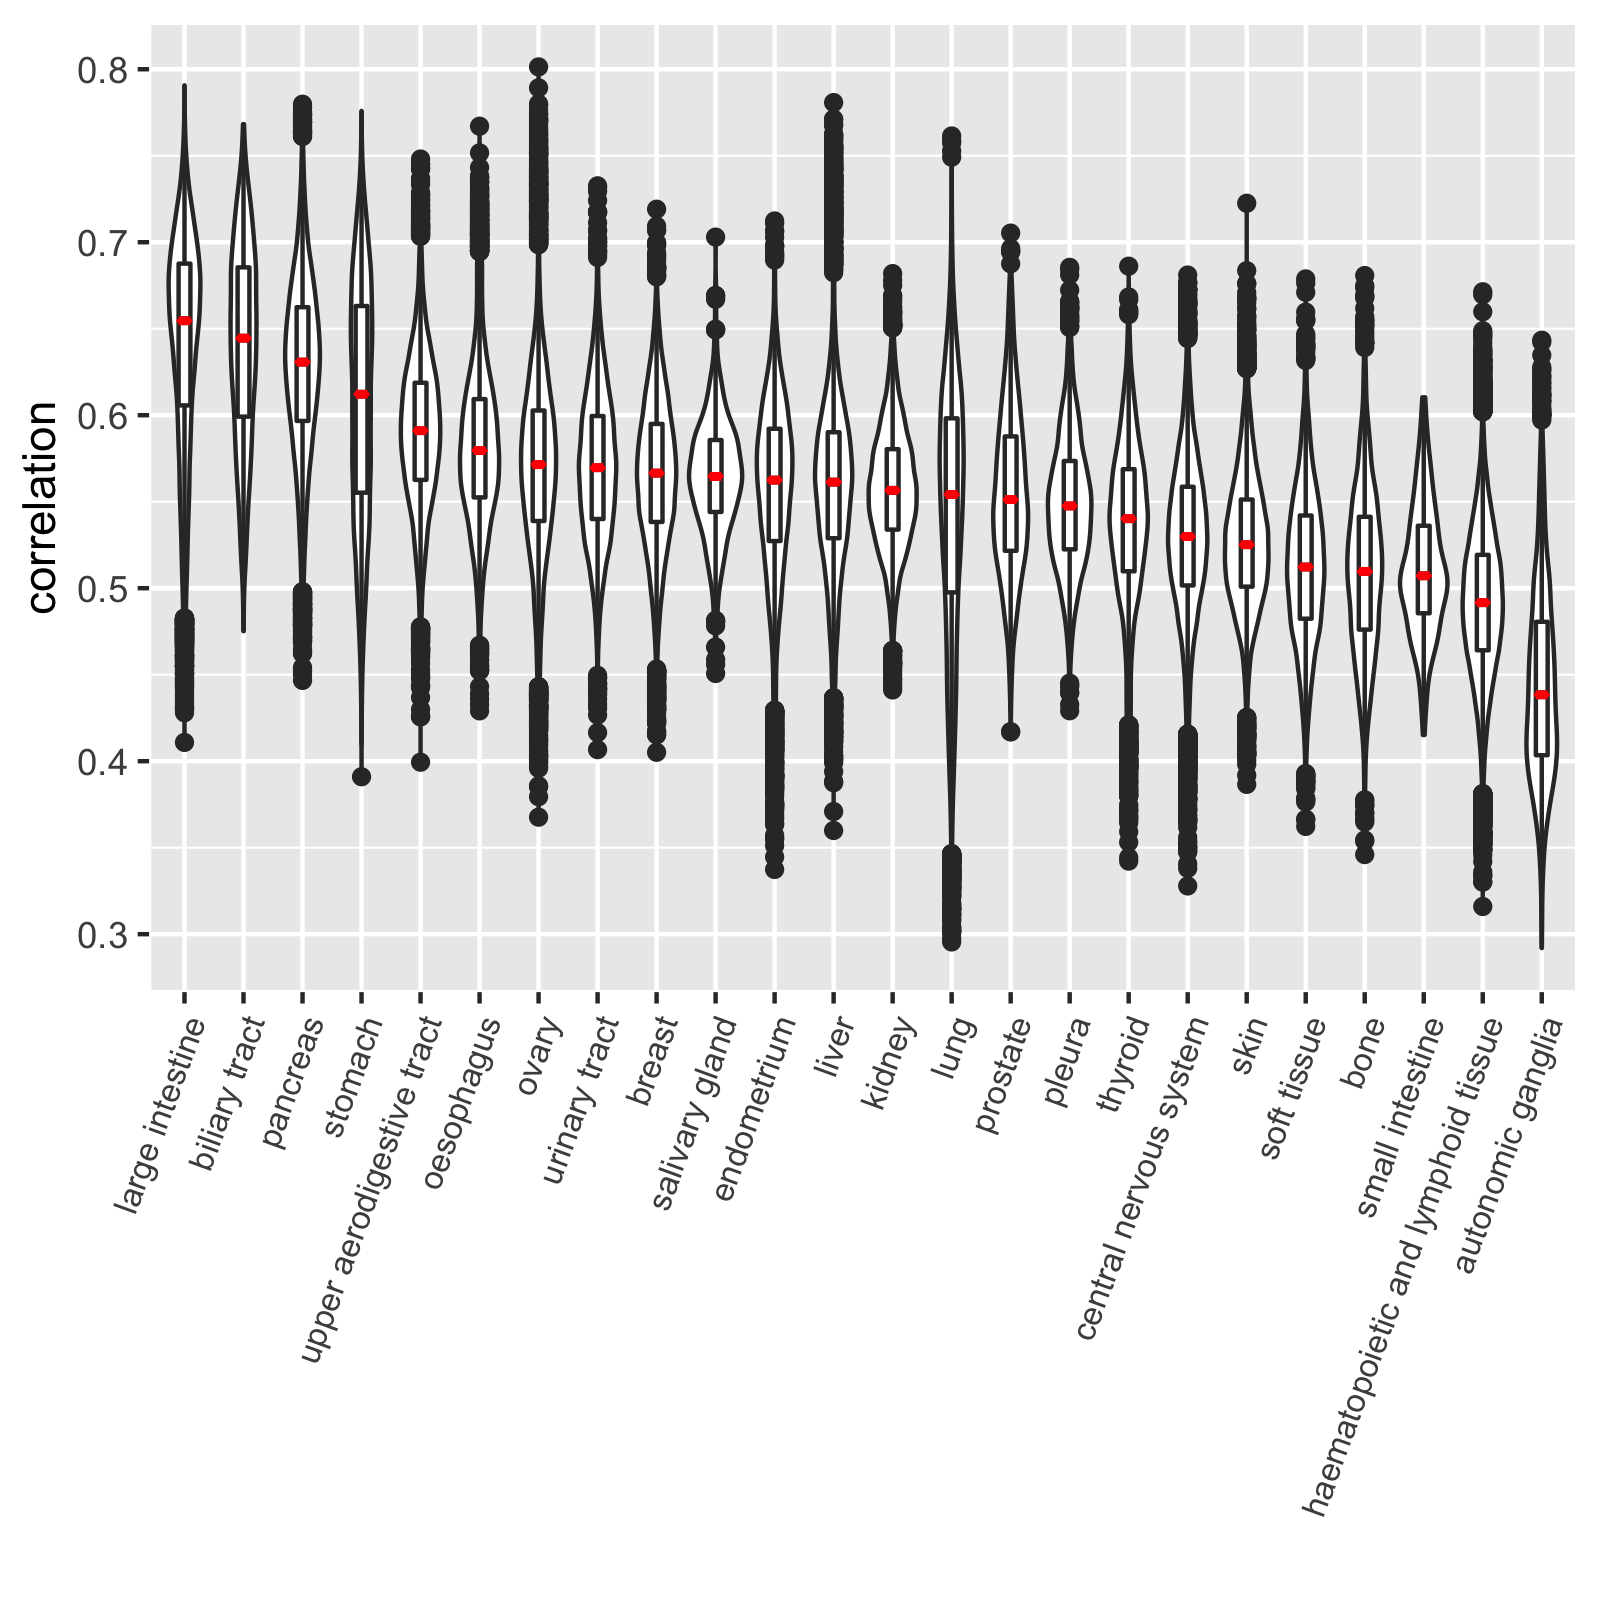 correlation
0.8
0.7
0.6
0.5
0.4
0.3
large intestine
biliary tract
pancreas
stomach
upper aerodigestive tract
oesophagus
ovary
urinary tract
breast
salivary gland
endometrium
liver
kidney
lung
prostate
pleura
thyroid
central nervous system
skin
soft tissue
bone
small intestine
haematopoietic and lymphoid tissue
autonomic ganglia